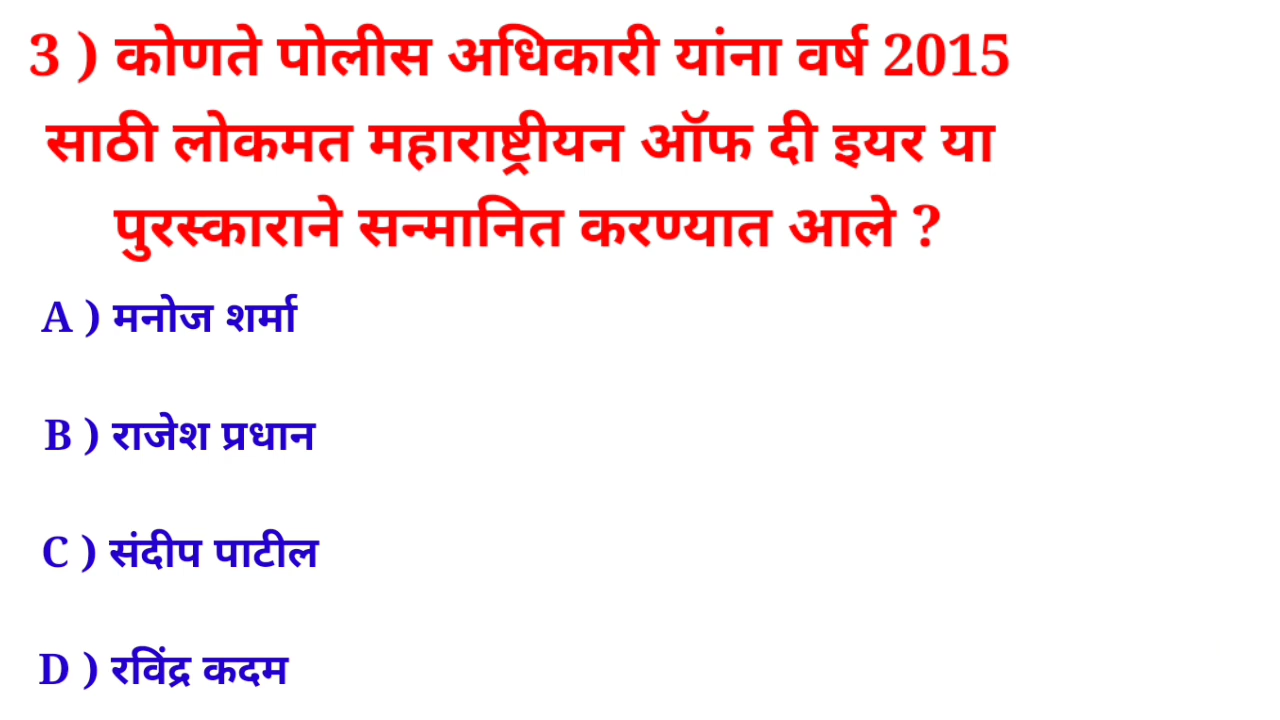 3 ) कोणते पोलीस अधिकारी यांना वर्ष 2015
साठी लोकमत महाराष्ट्रीयन ऑफ दी इयर या
पुरस्काराने सन्मानित करण्यात आले ?
A ) मनोज शर्मा
B ) राजेश प्रधान
C ) संदीप पाटील
D ) रविंद्र कदम